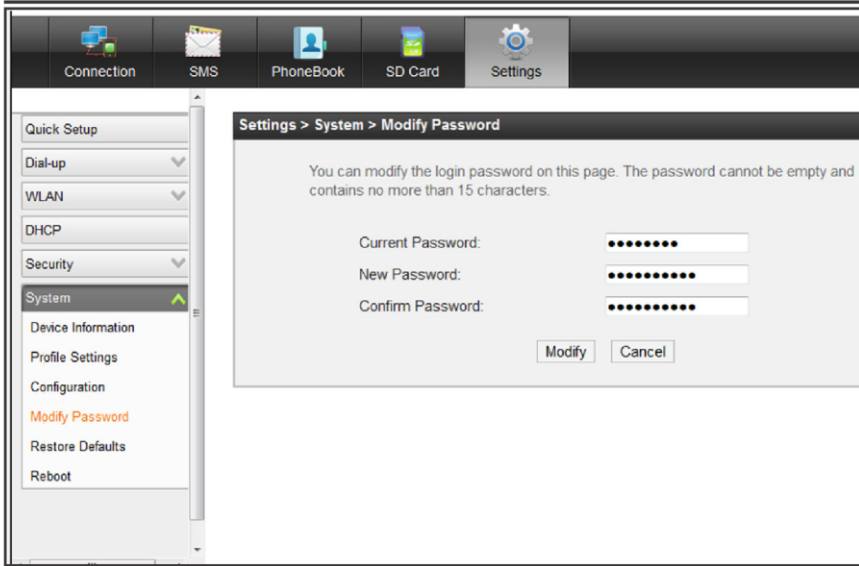 Connection SMS PhoneBook SD Card Settings
Quick Setup
Dial-up
WLAN
DHCP
Security
System
Device Information
Profile Settings
Configuration
Modify Password
Restore Defaults
Reboot
Settings > System > Modify Password
You can modify the login password on this page. The password cannot be empty and
contains no more than 15 characters.
Current Password: ••••••••
New Password: ••••••••••
Confirm Password: ••••••••••
Modify Cancel